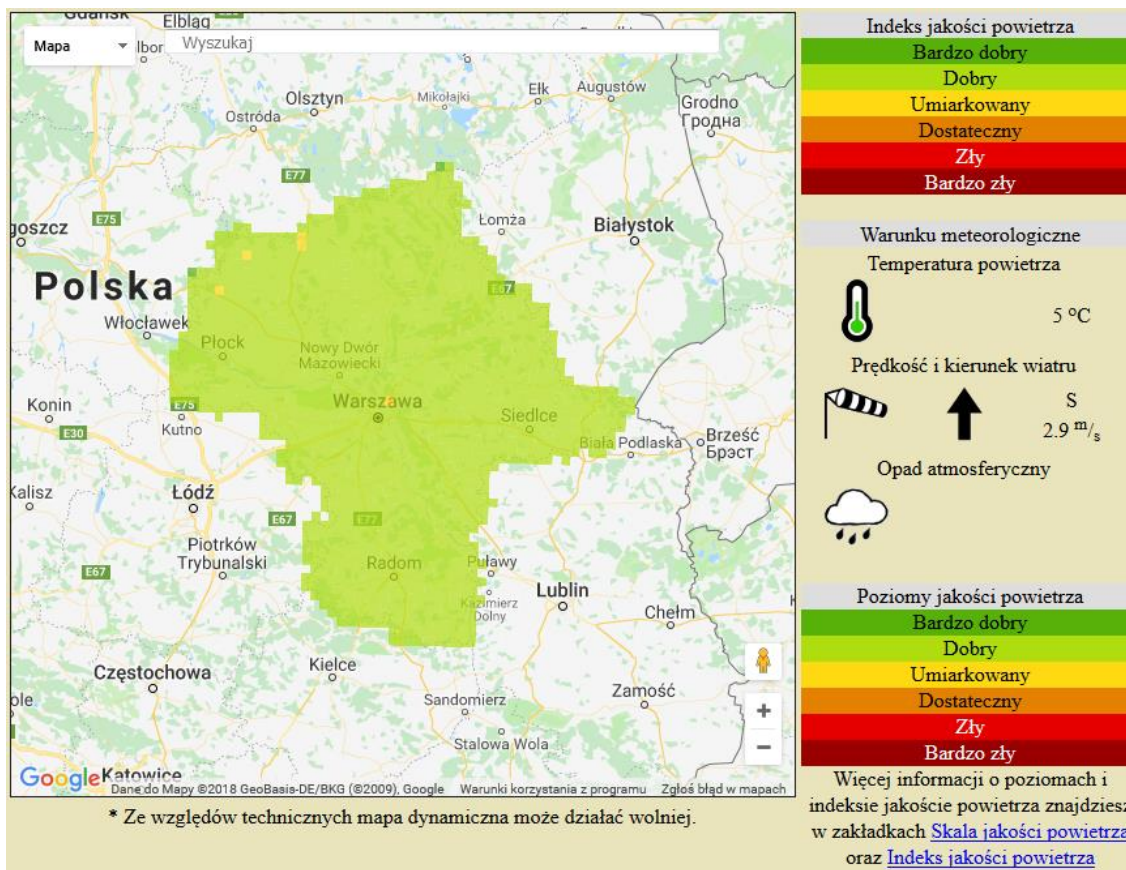 Gdańsk
Elbląg
Mapa
Wyszukaj
Olsztyn
Mikołajki
Ełk
Augustów
Ostróda
Grodno
Гродна
E77
Łomża
Białystok
E75
goszcz
Polska
E67
Włocławek
Płock
Nowy Dwór
Mazowiecki
Warszawa
Siedlce
Konin
E75
Kutno
E30
Biała Podlaska
Brześć
Брэст
Kalisz
Łódź
E67
E77
Piotrków
Trybunalski
E67
Radom
Puławy
Kazimierz
Dolny
Lublin
Chełm
Kielce
Częstochowa
Sandomierz
Zamość
ole
Stalowa Wola
+
−
Google
Katowice
Dane do Mapy ©2018 GeoBasis-DE/BKG (©2009), Google Warunki korzystania z programu Zgłoś błąd w mapach
* Ze względów technicznych mapa dynamiczna może działać wolniej.
Indeks jakości powietrza
Bardzo dobry
Dobry
Umiarkowany
Dostateczny
Zły
Bardzo zły
Warunku meteorologiczne
Temperatura powietrza
5 °C
Prędkość i kierunek wiatru
S
2.9 m/s
Opad atmosferyczny
Poziomy jakości powietrza
Bardzo dobry
Dobry
Umiarkowany
Dostateczny
Zły
Bardzo zły
Więcej informacji o poziomach i
indeksie jakoście powietrza znajdziesz
w zakładkach Skala jakości powietrza
oraz Indeks jakości powietrza